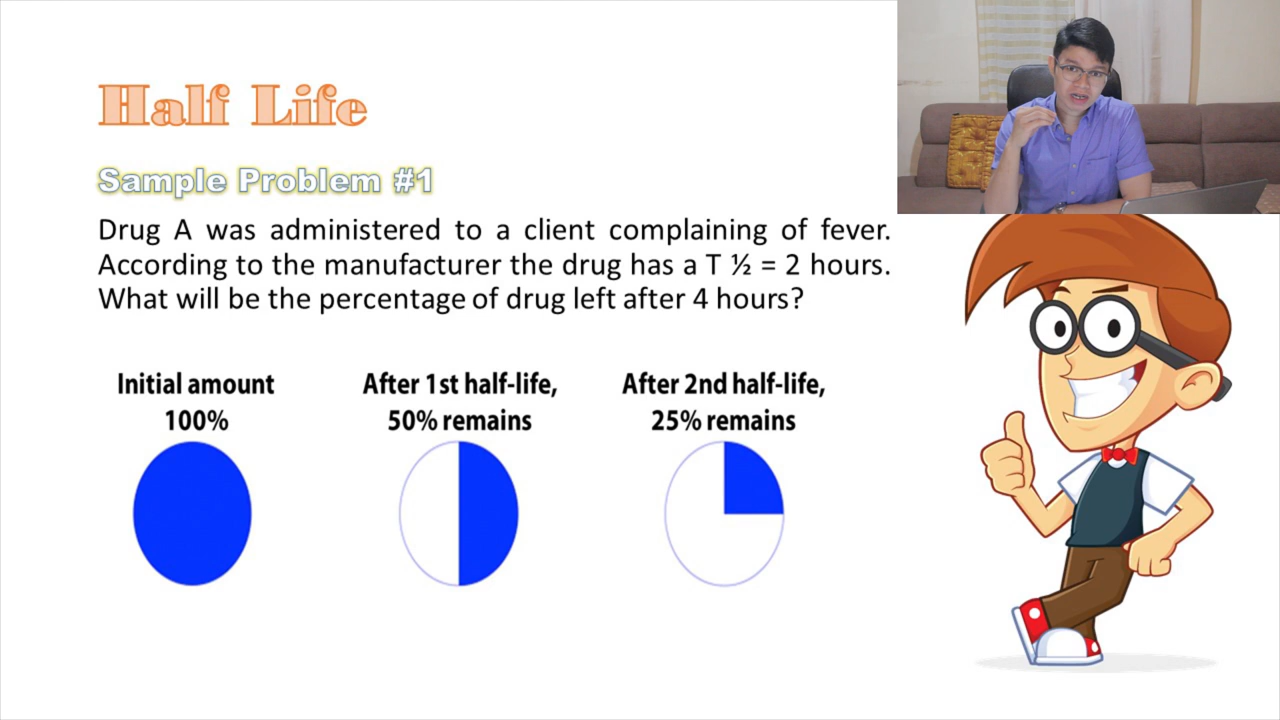 Half Life
Sample Problem #1
Drug A was administered to a client complaining of fever.
According to the manufacturer the drug has a T ½ = 2 hours.
What will be the percentage of drug left after 4 hours?
Initial amount
100%
After 1st half-life,
50% remains
After 2nd half-life,
25% remains